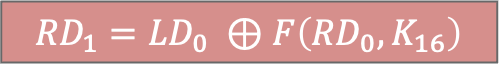 RD₁ = LD₀ ⊕ F(RD₀, K₁₆)